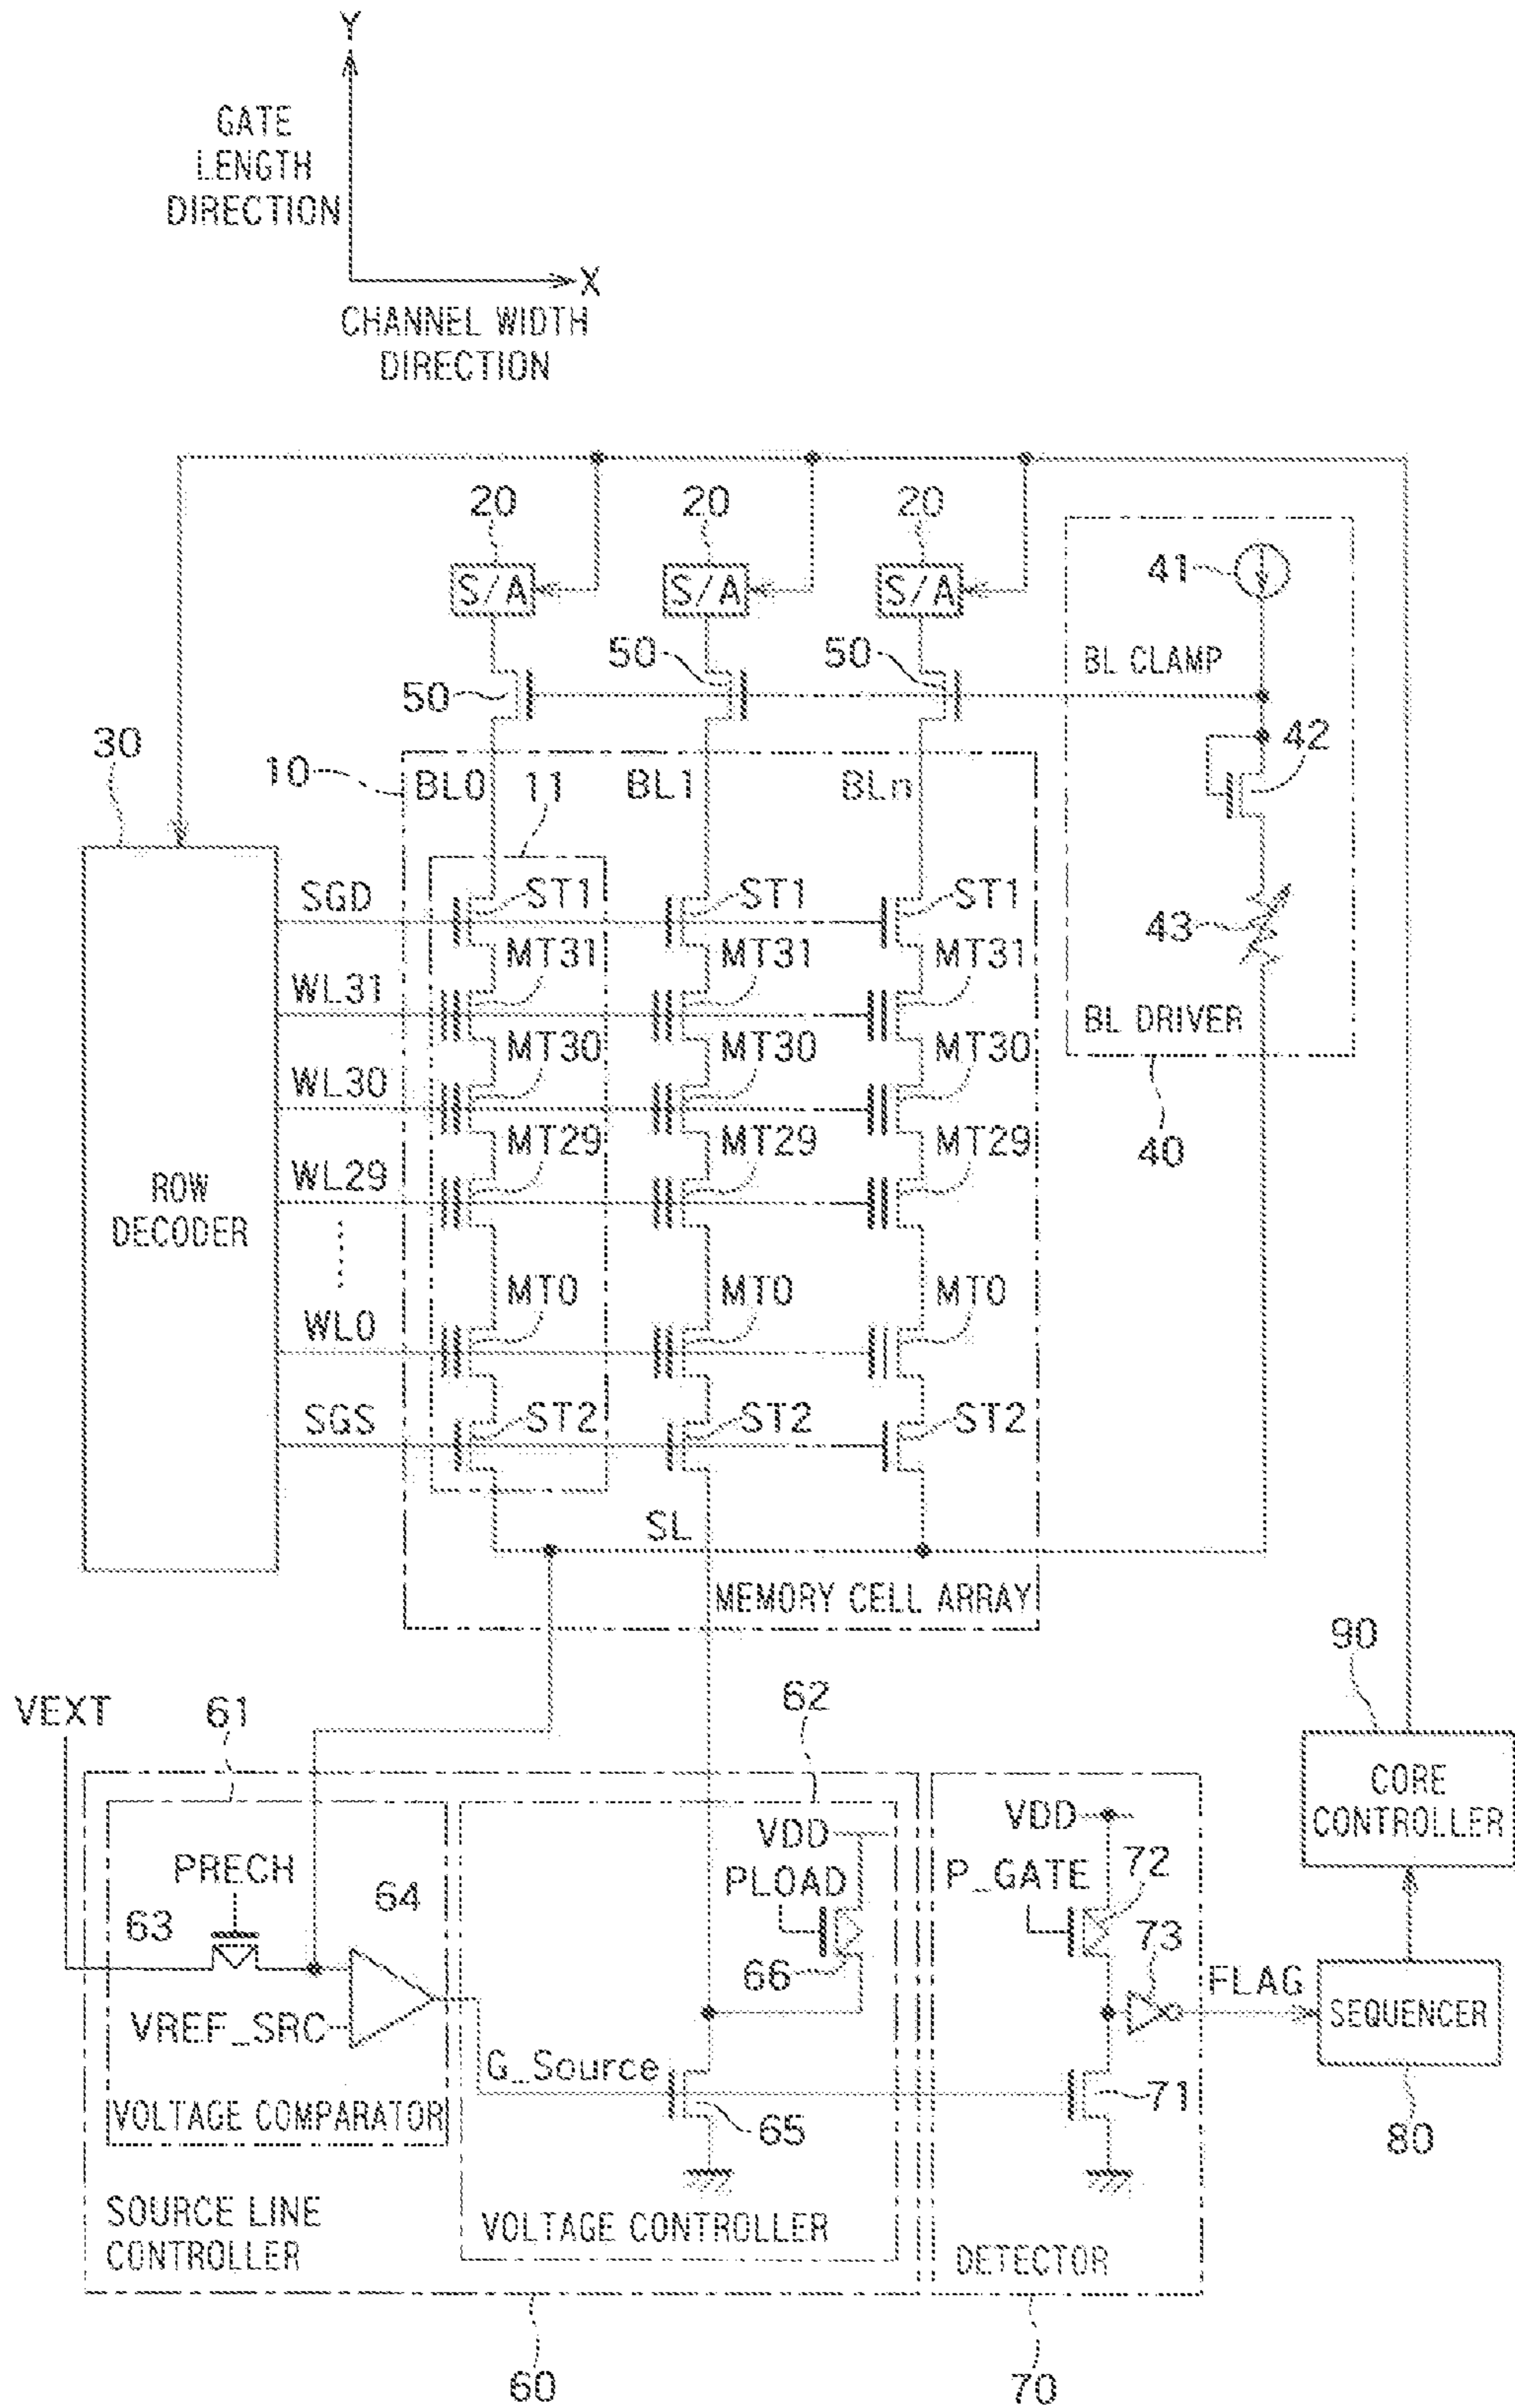 Y
GATE
LENGTH
DIRECTION
X
CHANNEL WIDTH
DIRECTION
20 20 20
S/A S/A S/A
41
50 50 50
BL CLAMP
30
10
BL0 11 BL1 BLn
42
SGD ST1 ST1 ST1
43
MT31 MT31 MT31
WL31
BL DRIVER
MT30 MT30 MT30
WL30
MT29 MT29 MT29
40
WL29
ROW
DECODER
MT0 MT0 MT0
WL0
SGS ST2 ST2 ST2
SL
MEMORY CELL ARRAY
90
VEXT 61 62
CORE
CONTROLLER
VDD VDD
PRECH 64 PLOAD P_GATE 72
63 66 73
FLAG
VREF_SRC
SEQUENCER
G_Source
65 71
VOLTAGE COMPARATOR
80
SOURCE LINE
CONTROLLER
VOLTAGE CONTROLLER
DETECTOR
60 70